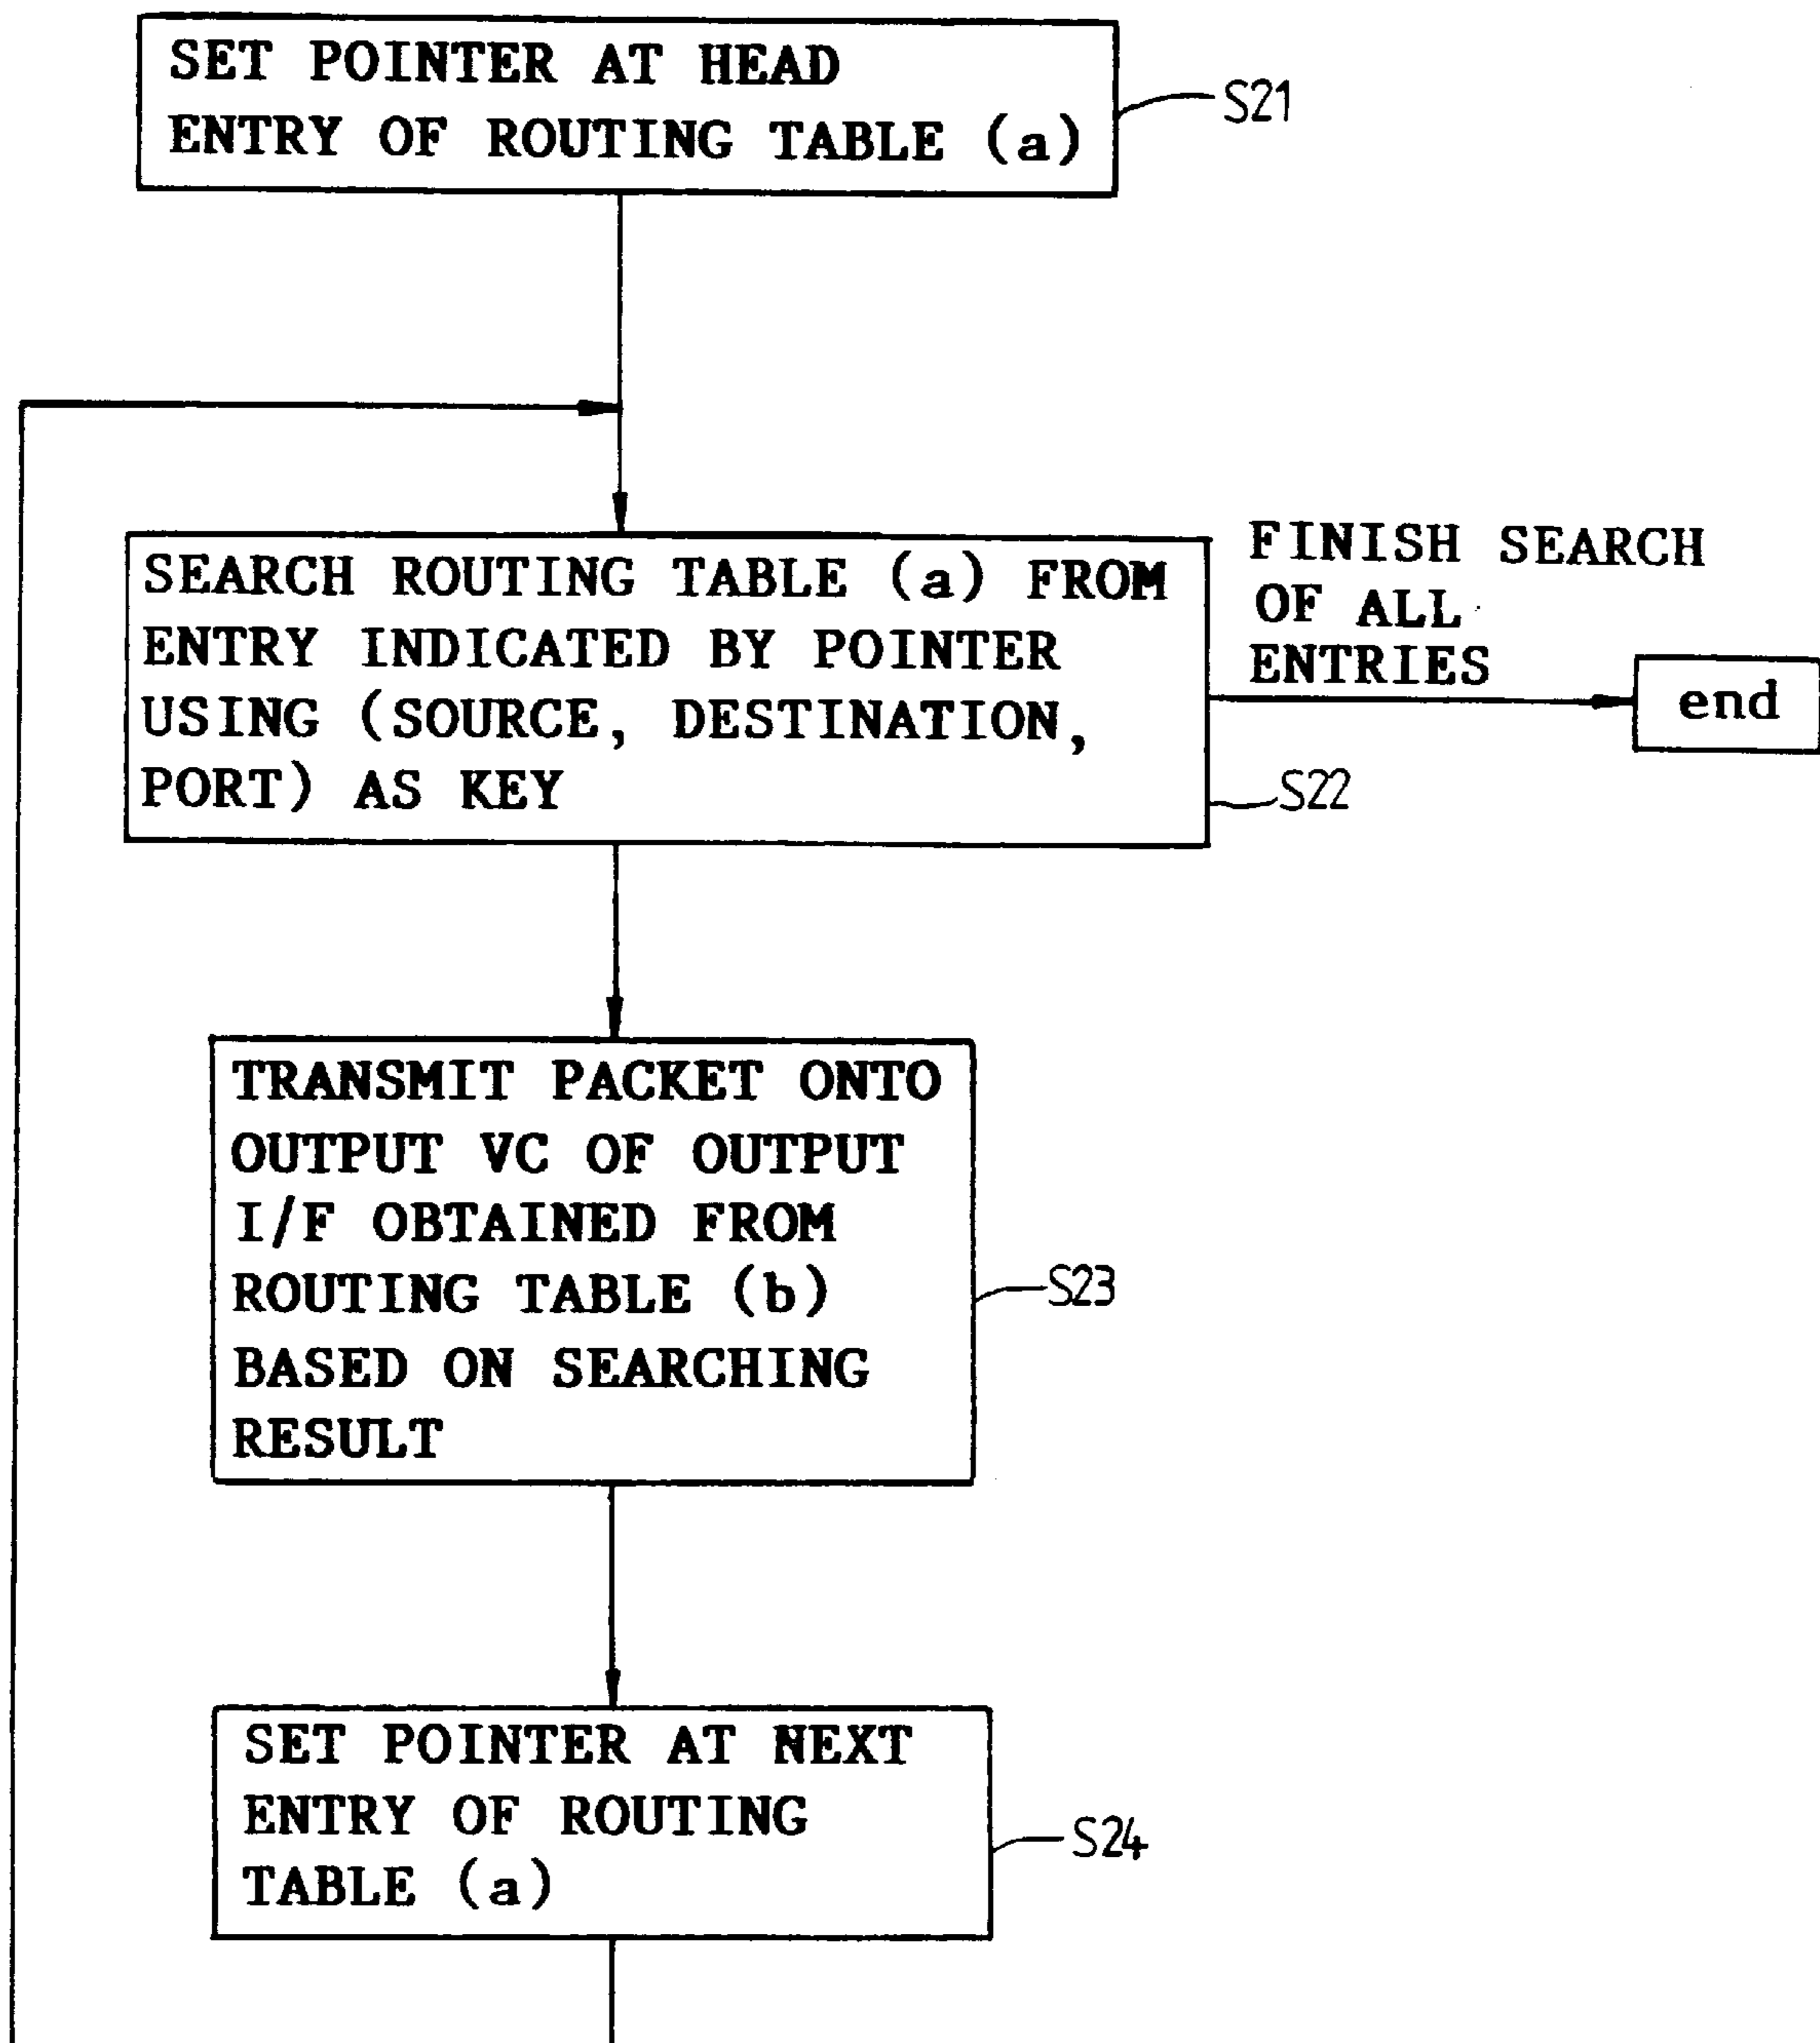 SET POINTER AT HEAD
ENTRY OF ROUTING TABLE (a)
S21
SEARCH ROUTING TABLE (a) FROM
ENTRY INDICATED BY POINTER
USING (SOURCE, DESTINATION,
PORT) AS KEY
S22
FINISH SEARCH
OF ALL
ENTRIES
end
TRANSMIT PACKET ONTO
OUTPUT VC OF OUTPUT
I/F OBTAINED FROM
ROUTING TABLE (b)
BASED ON SEARCHING
RESULT
S23
SET POINTER AT NEXT
ENTRY OF ROUTING
TABLE (a)
S24